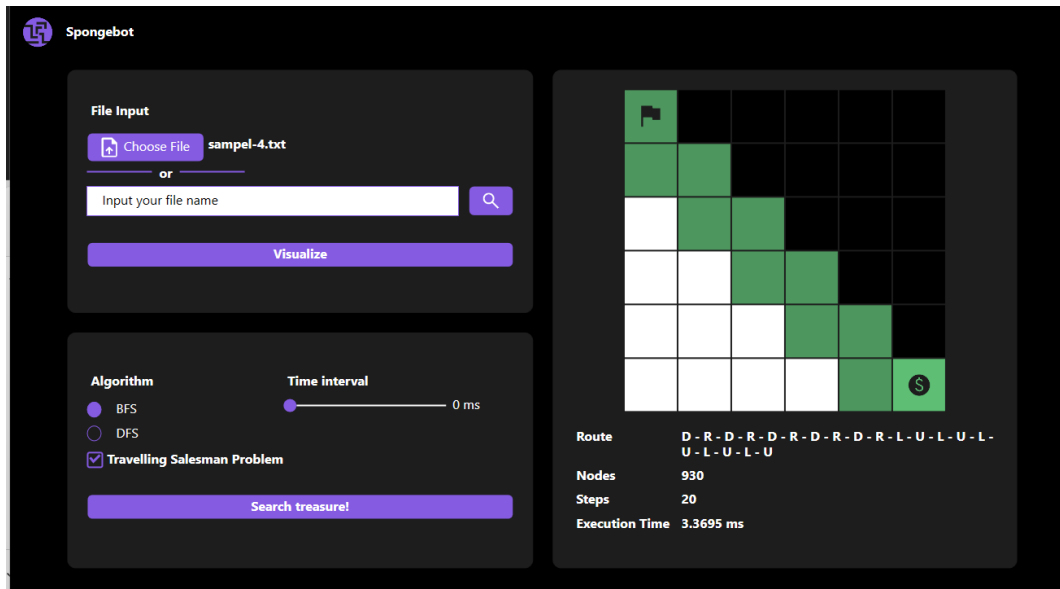 Spongebot
File Input
Choose File sampel-4.txt
or
Input your file name
Visualize
Algorithm
BFS
DFS
Travelling Salesman Problem
Time interval
0 ms
Search treasure!
$
Route D - R - D - R - D - R - D - R - D - R - L - U - L - U - L -
U - L - U - L - U
Nodes 930
Steps 20
Execution Time 3.3695 ms